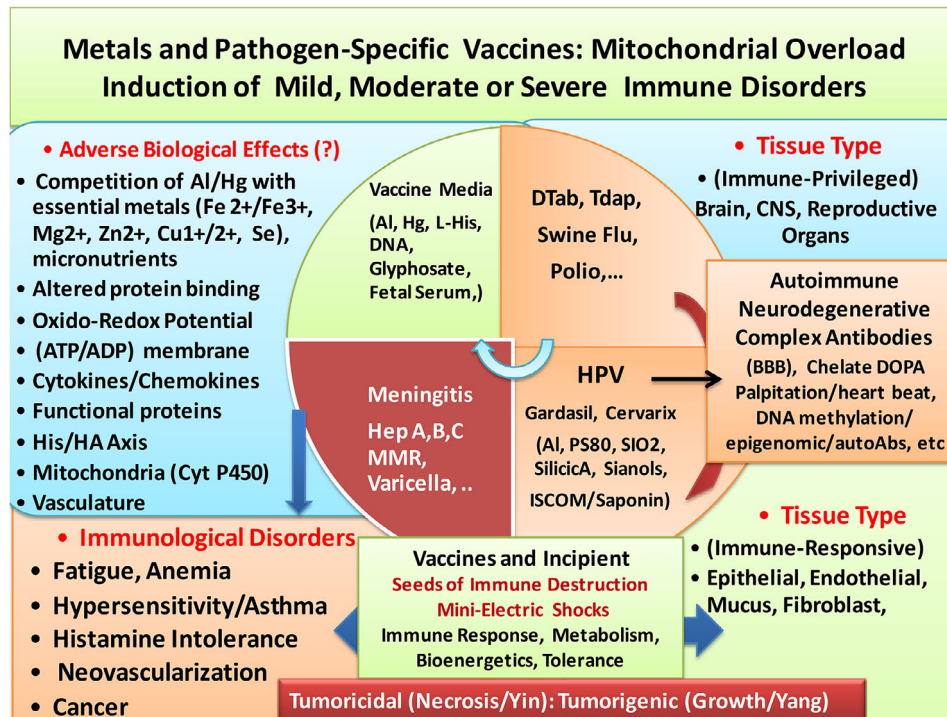 Metals and Pathogen-Specific Vaccines: Mitochondrial Overload
Induction of Mild, Moderate or Severe Immune Disorders
• Adverse Biological Effects (?)
• Competition of Al/Hg with
essential metals (Fe 2+/Fe3+,
Mg2+, Zn2+, Cu1+/2+, Se),
micronutrients
• Altered protein binding
• Oxido-Redox Potential
• (ATP/ADP) membrane
• Cytokines/Chemokines
• Functional proteins
• His/HA Axis
• Mitochondria (Cyt P450)
• Vasculature
Vaccine Media
(Al, Hg, L-His,
DNA,
Glyphosate,
Fetal Serum,)
DTab, Tdap,
Swine Flu,
Polio,...
• Tissue Type
• (Immune-Privileged)
Brain, CNS, Reproductive
Organs
Autoimmune
Neurodegenerative
Complex Antibodies
(BBB), Chelate DOPA
Palpitation/heart beat,
DNA methylation/
epigenomic/autoAbs, etc
Meningitis
Hep A,B,C
MMR,
Varicella, ..
HPV
Gardasil, Cervarix
(Al, PS80, SIO2,
SilicicA, Sianols,
ISCOM/Saponin)
• Immunological Disorders
• Fatigue, Anemia
• Hypersensitivity/Asthma
• Histamine Intolerance
• Neovascularization
• Cancer
Vaccines and Incipient
Seeds of Immune Destruction
Mini-Electric Shocks
Immune Response, Metabolism,
Bioenergetics, Tolerance
• Tissue Type
• (Immune-Responsive)
• Epithelial, Endothelial,
Mucus, Fibroblast,
Tumoricidal (Necrosis/Yin): Tumorigenic (Growth/Yang)